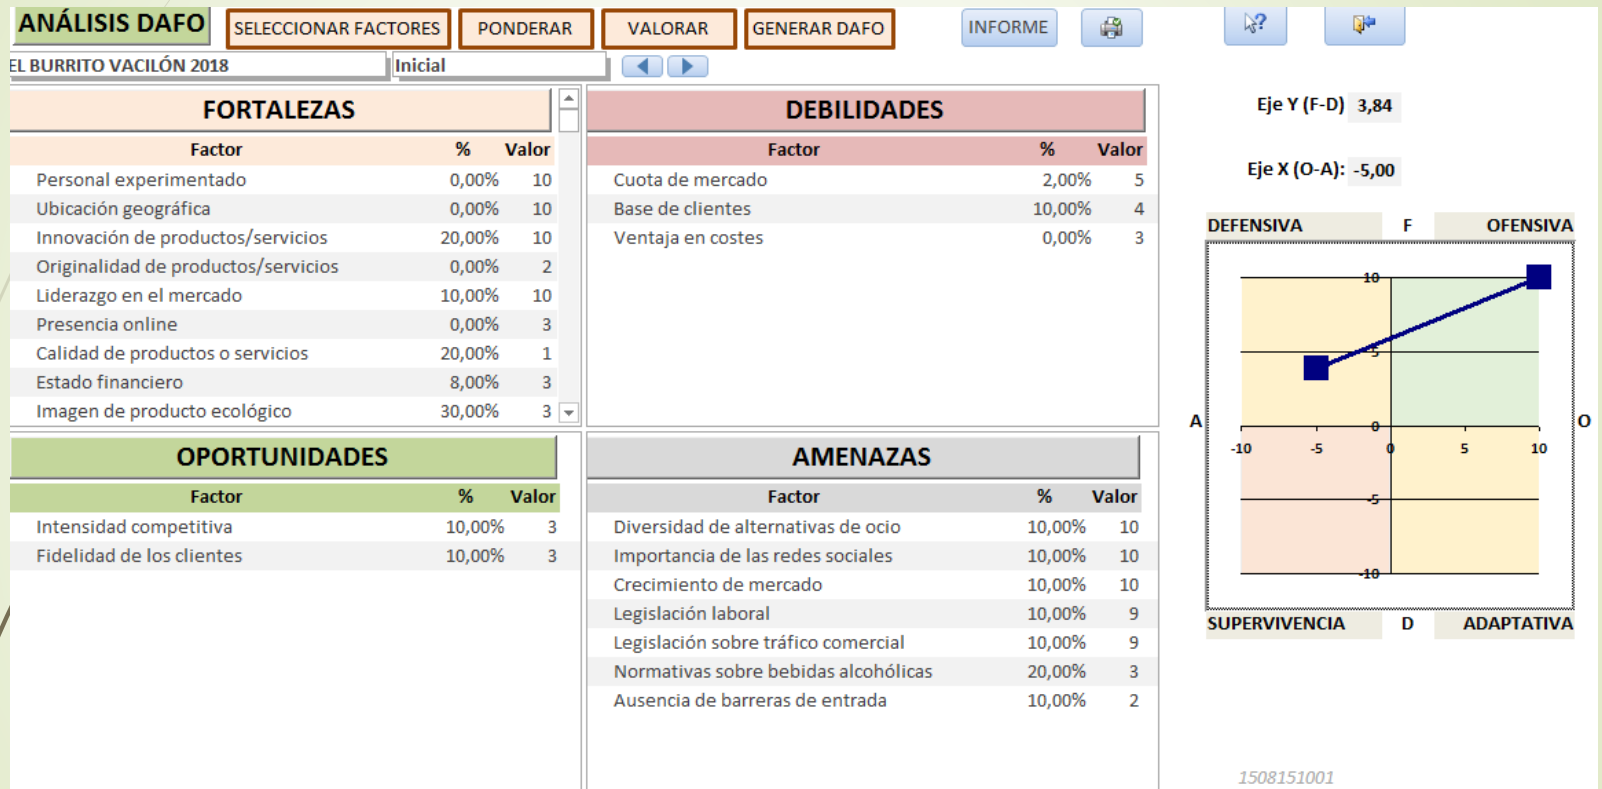 ANÁLISIS DAFO
SELECCIONAR FACTORES
PONDERAR
VALORAR
GENERAR DAFO
INFORME
EL BURRITO VACILÓN 2018
Inicial
FORTALEZAS
Factor % Valor
Personal experimentado 0,00% 10
Ubicación geográfica 0,00% 10
Innovación de productos/servicios 20,00% 10
Originalidad de productos/servicios 0,00% 2
Liderazgo en el mercado 10,00% 10
Presencia online 0,00% 3
Calidad de productos o servicios 20,00% 1
Estado financiero 8,00% 3
Imagen de producto ecológico 30,00% 3
DEBILIDADES
Factor % Valor
Cuota de mercado 2,00% 5
Base de clientes 10,00% 4
Ventaja en costes 0,00% 3
OPORTUNIDADES
Factor % Valor
Intensidad competitiva 10,00% 3
Fidelidad de los clientes 10,00% 3
AMENAZAS
Factor % Valor
Diversidad de alternativas de ocio 10,00% 10
Importancia de las redes sociales 10,00% 10
Crecimiento de mercado 10,00% 10
Legislación laboral 10,00% 9
Legislación sobre tráfico comercial 10,00% 9
Normativas sobre bebidas alcohólicas 20,00% 3
Ausencia de barreras de entrada 10,00% 2
Eje Y (F-D) 3,84
Eje X (O-A): -5,00
DEFENSIVA F OFENSIVA
10
5
A 0 O
-10 -5 0 5 10
-5
-10
SUPERVIVENCIA D ADAPTATIVA
1508151001